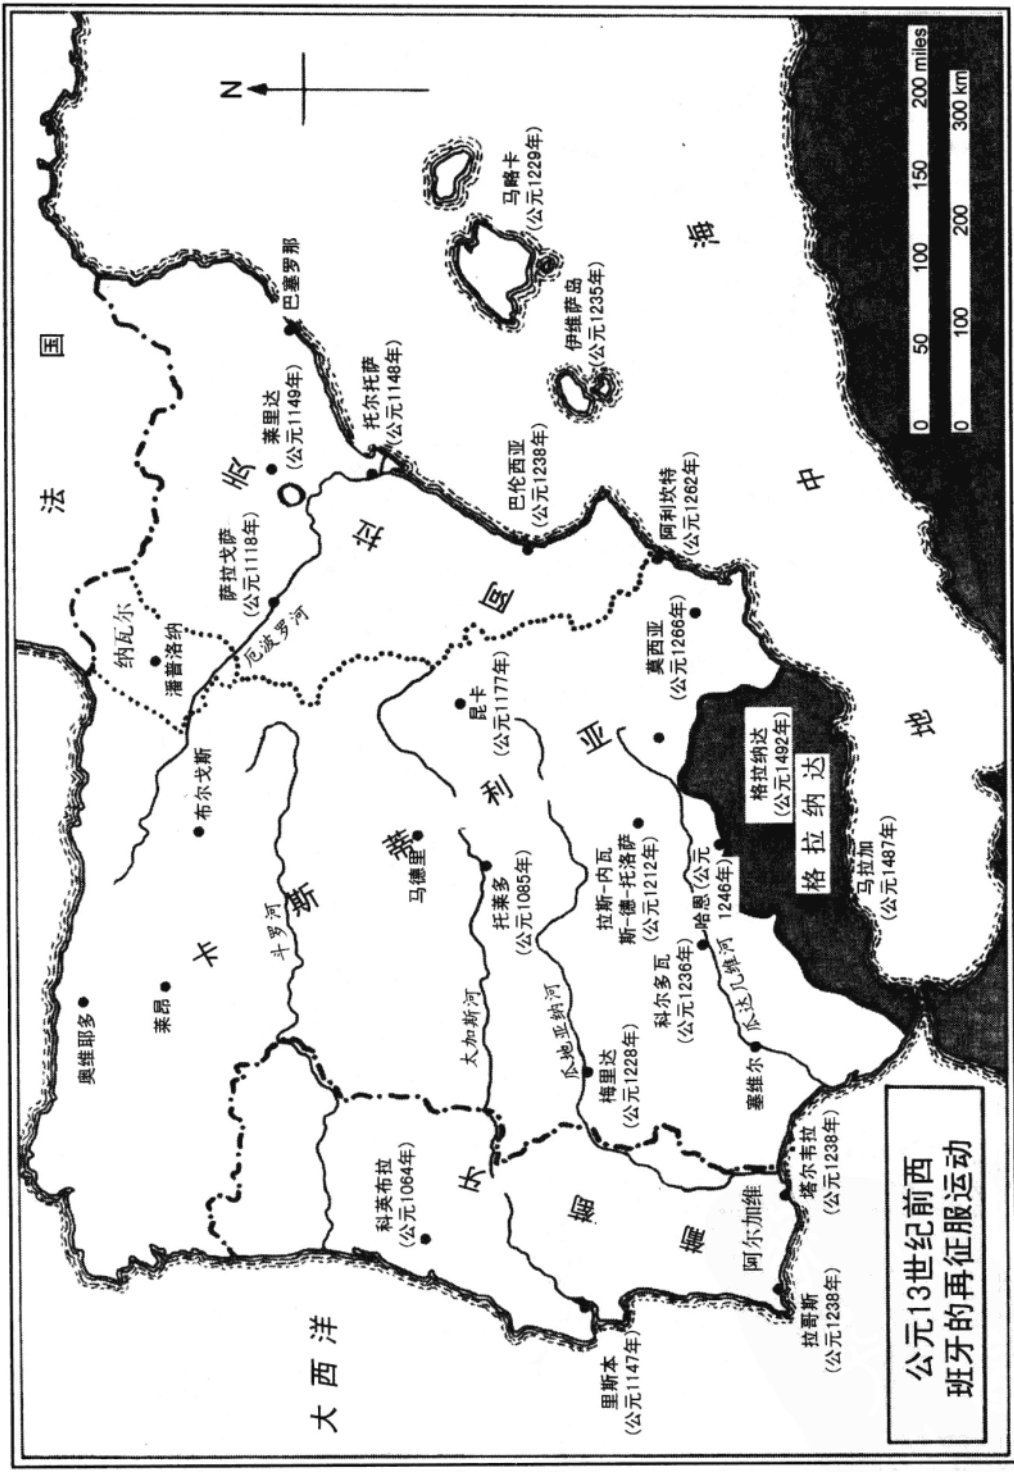 公元13世纪前西
班牙的再征服运动
N
法国
大西洋
地中海
0 50 100 150 200 miles
0 100 200 300 km
奥维耶多
莱昂
布尔戈斯
纳瓦尔
潘普洛纳
萨拉戈萨
(公元1118年)
厄波罗河
莱里达
(公元1149年)
巴塞罗那
托尔托萨
(公元1148年)
阿拉贡
卡斯蒂利亚
斗罗河
马德里
托莱多
(公元1085年)
太加斯河
昆卡
(公元1177年)
巴伦西亚
(公元1238年)
马略卡
(公元1229年)
伊维萨岛
(公元1235年)
阿利坎特
(公元1262年)
莫西亚
(公元1266年)
科英布拉
(公元1064年)
葡萄牙
里斯本
(公元1147年)
瓜地亚纳河
梅里达
(公元1228年)
拉斯-内瓦
斯-德-托洛萨
(公元1212年)
科尔多瓦
(公元1236年)
哈恩(公元
1246年)
瓜达几维河
塞维尔
格拉纳达
(公元1492年)
格拉纳达
马拉加
(公元1487年)
阿尔加维
塔尔韦拉
(公元1238年)
拉哥斯
(公元1238年)